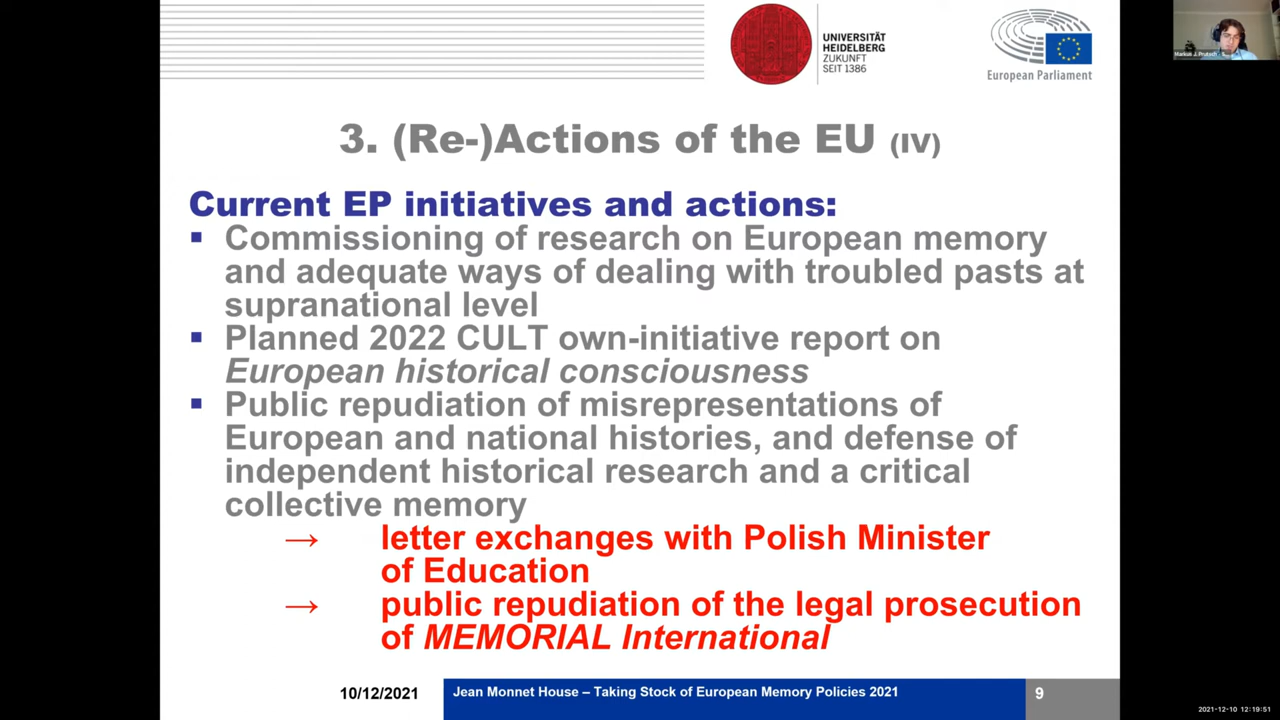 UNIVERSITÄT
HEIDELBERG
ZUKUNFT
SEIT 1386
European Parliament
Markus J. Prutsch
3. (Re-)Actions of the EU (IV)
Current EP initiatives and actions:
▪ Commissioning of research on European memory
and adequate ways of dealing with troubled pasts at
supranational level
▪ Planned 2022 CULT own-initiative report on
European historical consciousness
▪ Public repudiation of misrepresentations of
European and national histories, and defense of
independent historical research and a critical
collective memory
→ letter exchanges with Polish Minister
of Education
→ public repudiation of the legal prosecution
of MEMORIAL International
10/12/2021
Jean Monnet House – Taking Stock of European Memory Policies 2021
9
2021-12-10 12:19:51